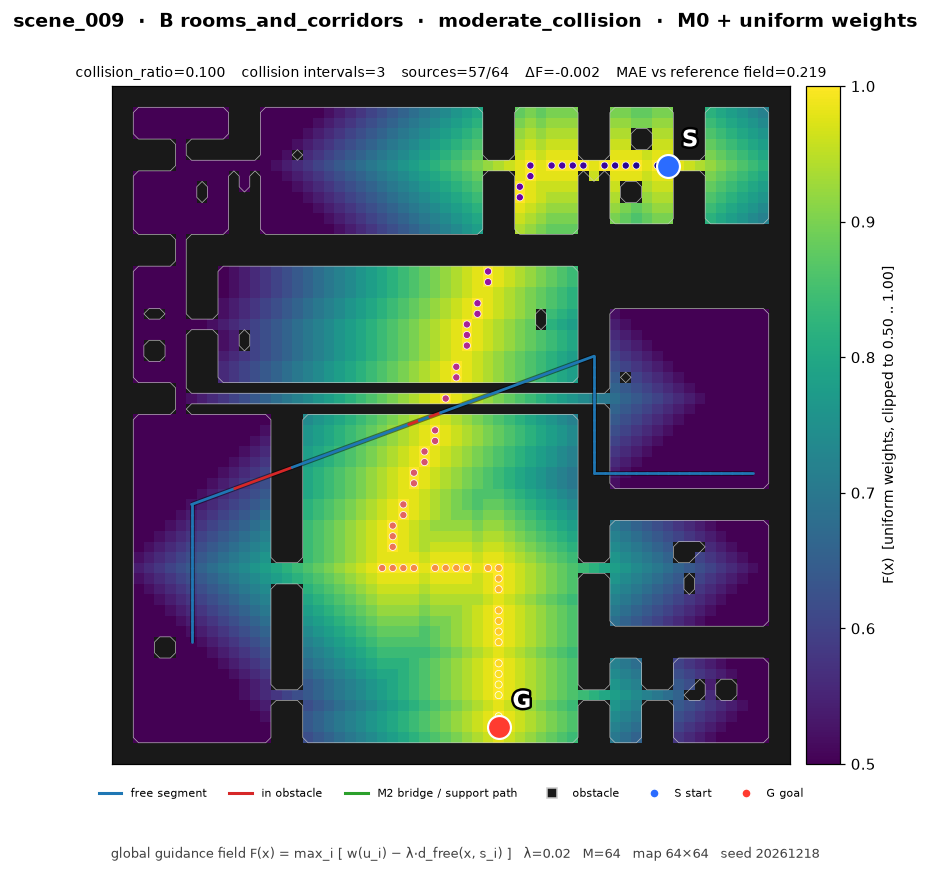 scene_009 · B rooms_and_corridors · moderate_collision · M0 + uniform weights
collision_ratio=0.100 collision intervals=3 sources=57/64 ΔF=-0.002 MAE vs reference field=0.219
S
G
1.0
0.9
0.8
0.7
0.6
0.5
F(x) [uniform weights, clipped to 0.50 .. 1.00]
free segment
in obstacle
M2 bridge / support path
obstacle
S start
G goal
global guidance field F(x) = max_i [ w(u_i) − λ·d_free(x, s_i) ] λ=0.02 M=64 map 64×64 seed 20261218